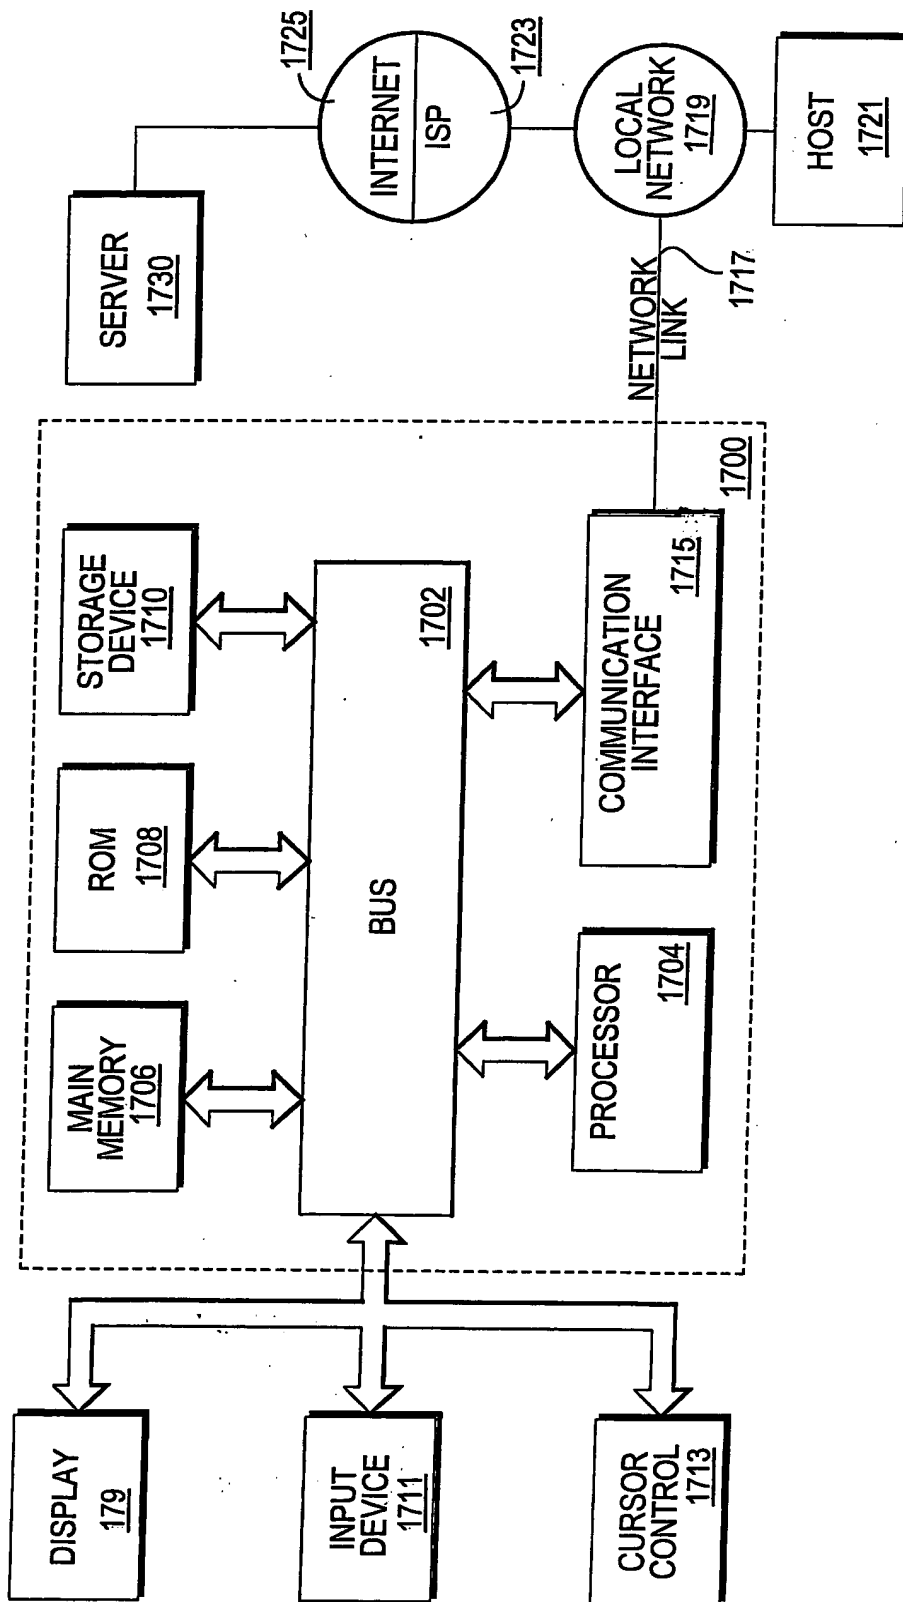 DISPLAY
179
INPUT
DEVICE
1711
CURSOR
CONTROL
1713
MAIN
MEMORY
1706
ROM
1708
STORAGE
DEVICE
1710
BUS
1702
PROCESSOR
1704
COMMUNICATION
INTERFACE
1715
1700
SERVER
1730
NETWORK
LINK
1717
INTERNET
1725
ISP
1723
LOCAL
NETWORK
1719
HOST
1721